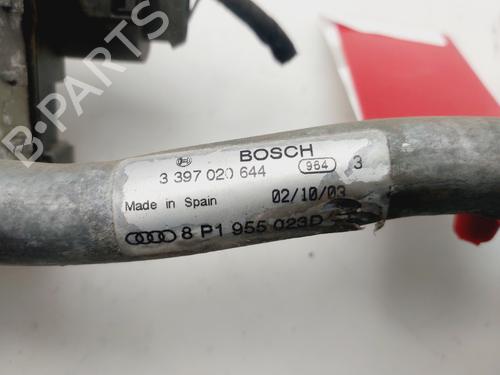 B-PARTS
BOSCH
3 397 020 644 964 3
Made in Spain 02/10/03
8 P1 955 023D